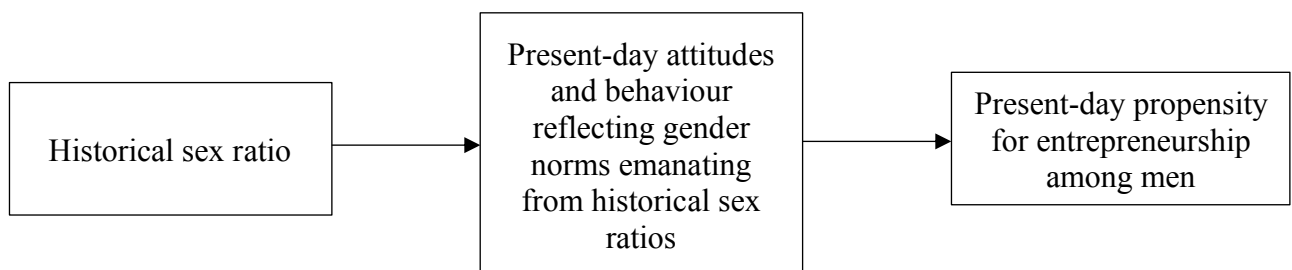 Historical sex ratio
Present-day attitudes
and behaviour
reflecting gender
norms emanating
from historical sex
ratios
Present-day propensity
for entrepreneurship
among men